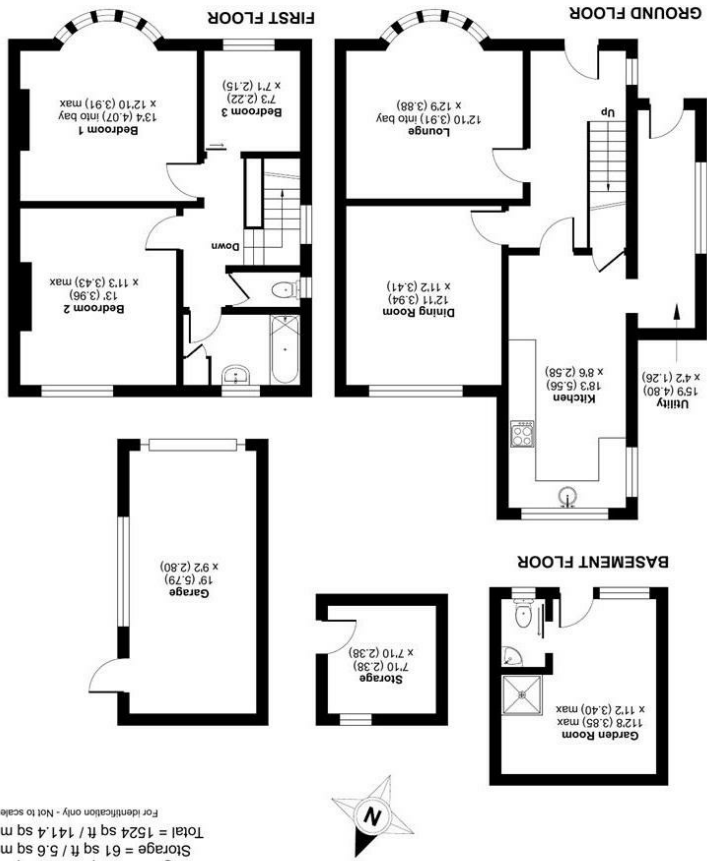 Storage = 61 sq ft / 5.6 sq m
Total = 1524 sq ft / 141.4 sq m
For identification only - Not to scale
N
Garden Room
112'8 (3.85) max
x 11'2 (3.40) max
BASEMENT FLOOR
Storage
7'10 (2.38)
x 7'10 (2.38)
Garage
19' (5.79)
x 9'2 (2.80)
Utility
15'9 (4.80)
x 4'2 (1.26)
Kitchen
18'3 (5.56)
x 8'6 (2.58)
Dining Room
12'11 (3.94)
x 11'2 (3.41)
Up
Lounge
12'10 (3.91) into bay
x 12'9 (3.88)
GROUND FLOOR
Bedroom 2
13' (3.96)
x 11'3 (3.43) max
Down
Bedroom 3
7'3 (2.22)
x 7'1 (2.15)
Bedroom 1
13'4 (4.07) into bay
x 12'10 (3.91) max
FIRST FLOOR